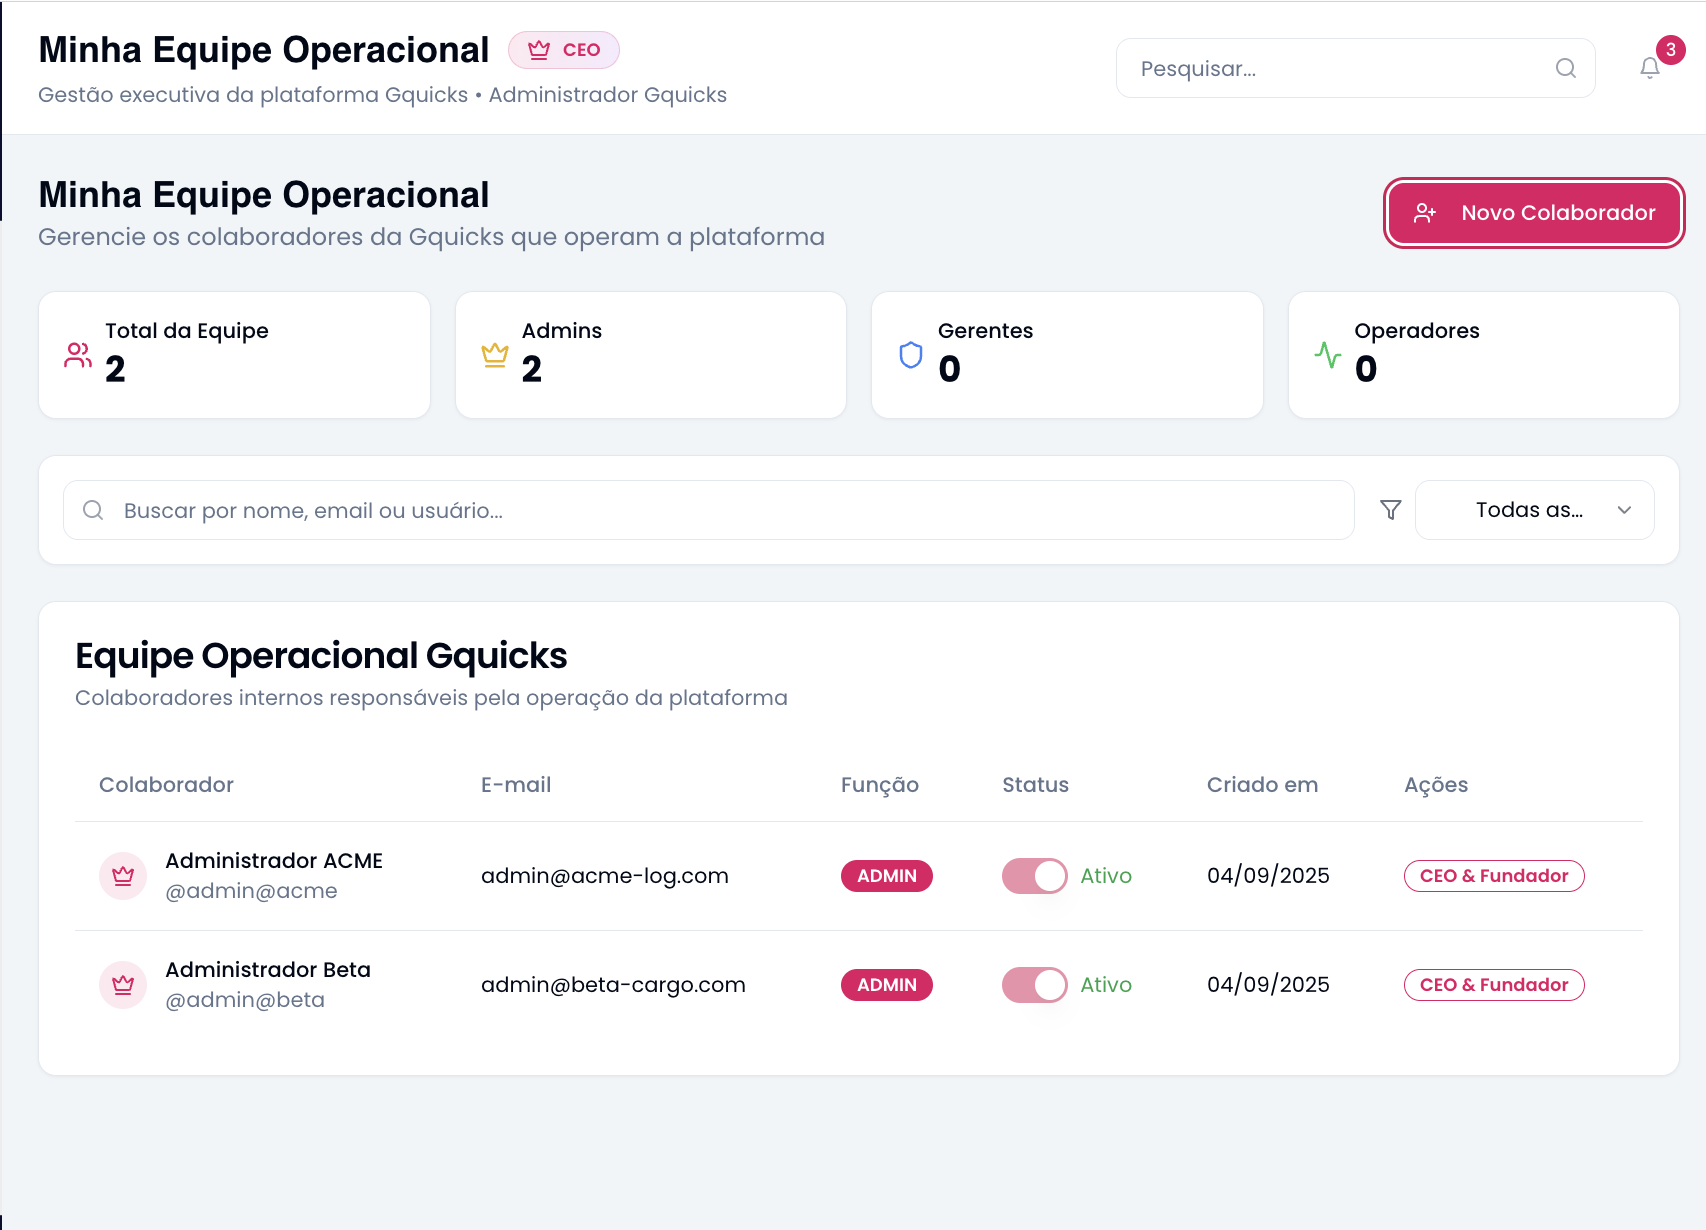 Minha Equipe Operacional
CEO
Gestão executiva da plataforma Gquicks • Administrador Gquicks
Pesquisar...
3
Minha Equipe Operacional
Gerencie os colaboradores da Gquicks que operam a plataforma
Novo Colaborador
Total da Equipe
2
Admins
2
Gerentes
0
Operadores
0
Buscar por nome, email ou usuário...
Todas as...
Equipe Operacional Gquicks
Colaboradores internos responsáveis pela operação da plataforma
Colaborador E-mail Função Status Criado em Ações
Administrador ACME
@admin@acme
admin@acme-log.com
ADMIN
Ativo
04/09/2025
CEO & Fundador
Administrador Beta
@admin@beta
admin@beta-cargo.com
ADMIN
Ativo
04/09/2025
CEO & Fundador